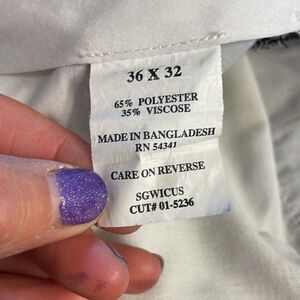 36 X 32
65% POLYESTER
35% VISCOSE
MADE IN BANGLADESH
RN 54341
CARE ON REVERSE
SGWICUS
CUT# 01-5236